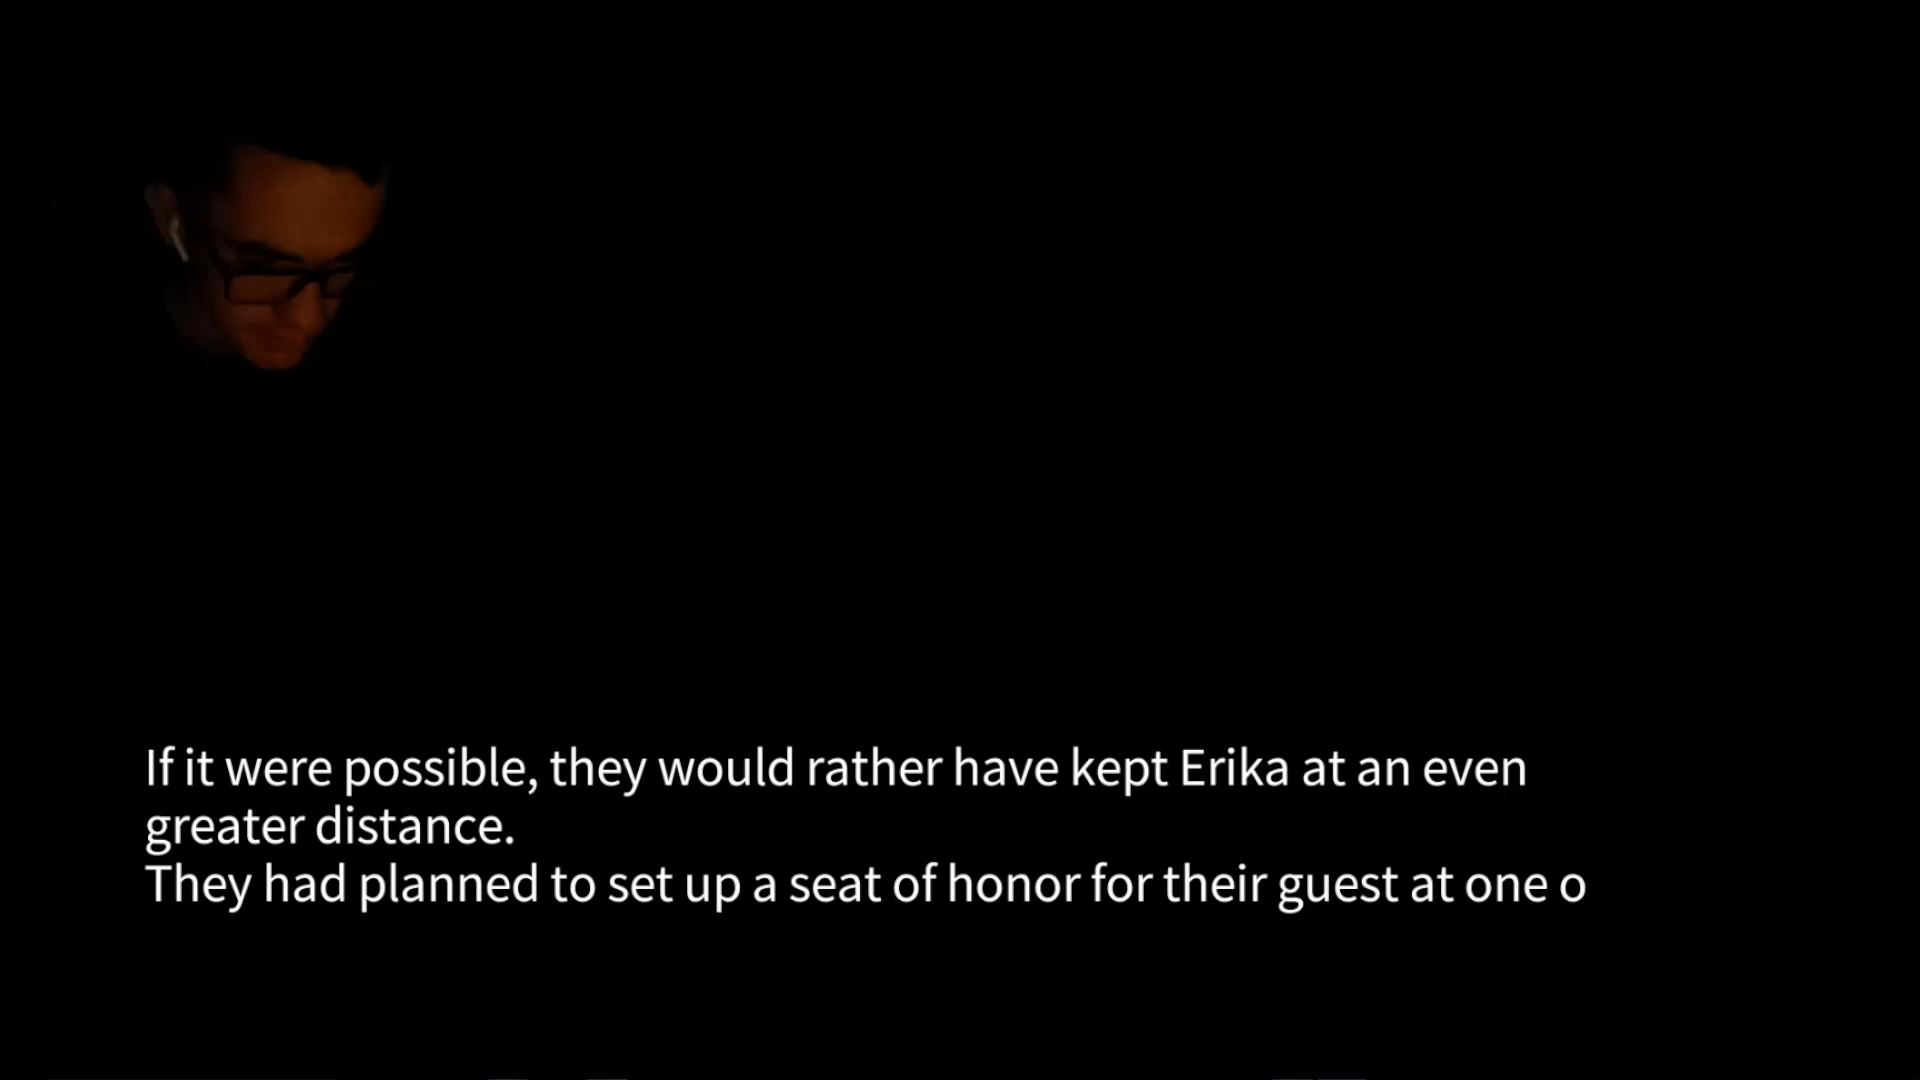 If it were possible, they would rather have kept Erika at an even
greater distance.
They had planned to set up a seat of honor for their guest at one o